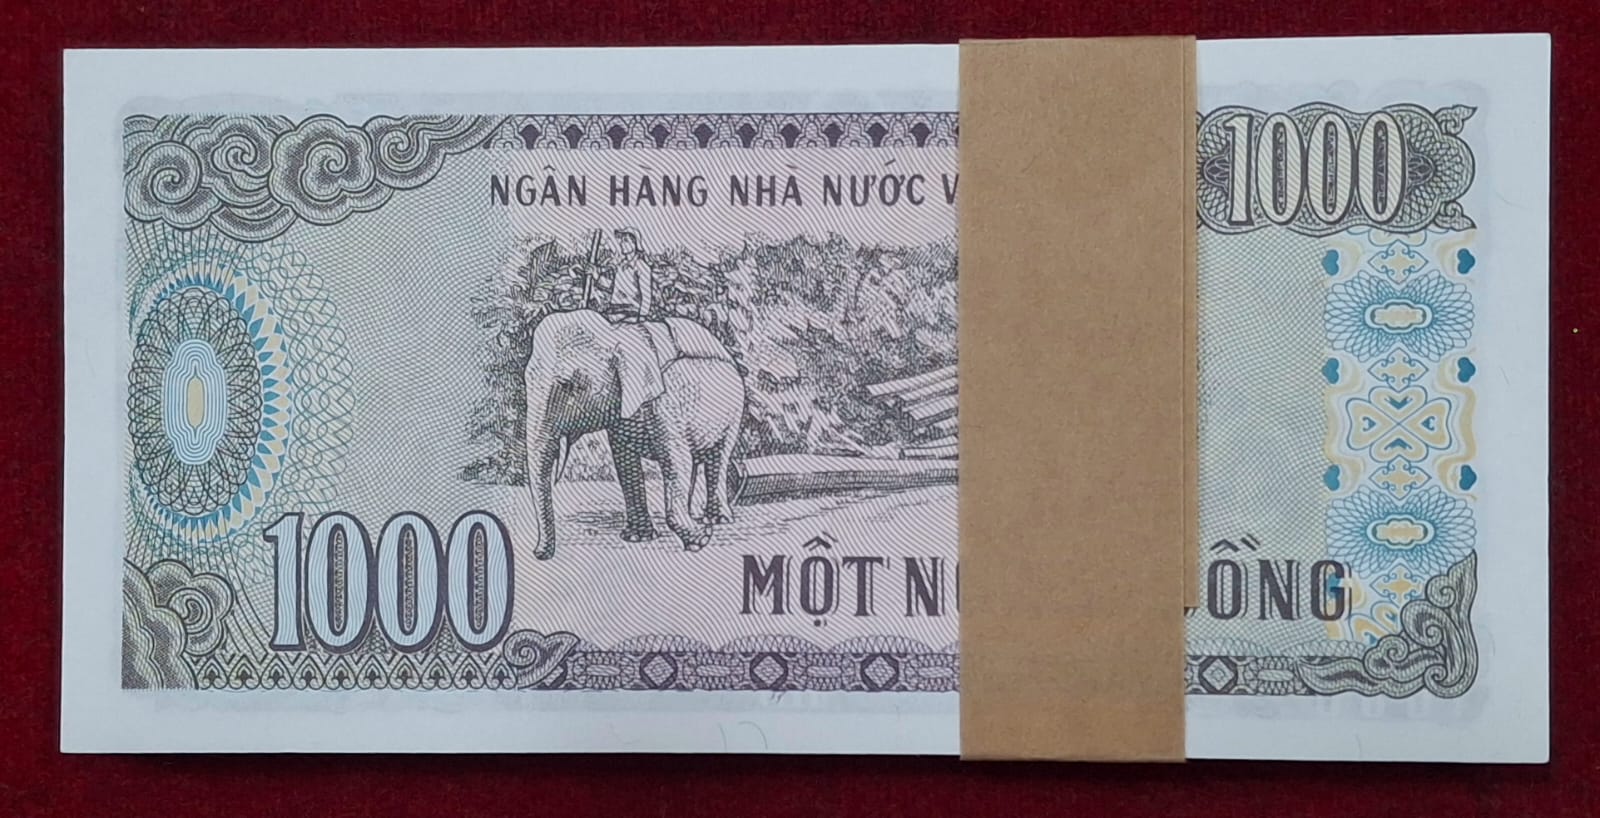 NGÂN HÀNG NHÀ NƯỚC V
1000
1000
MỘT N ỒNG